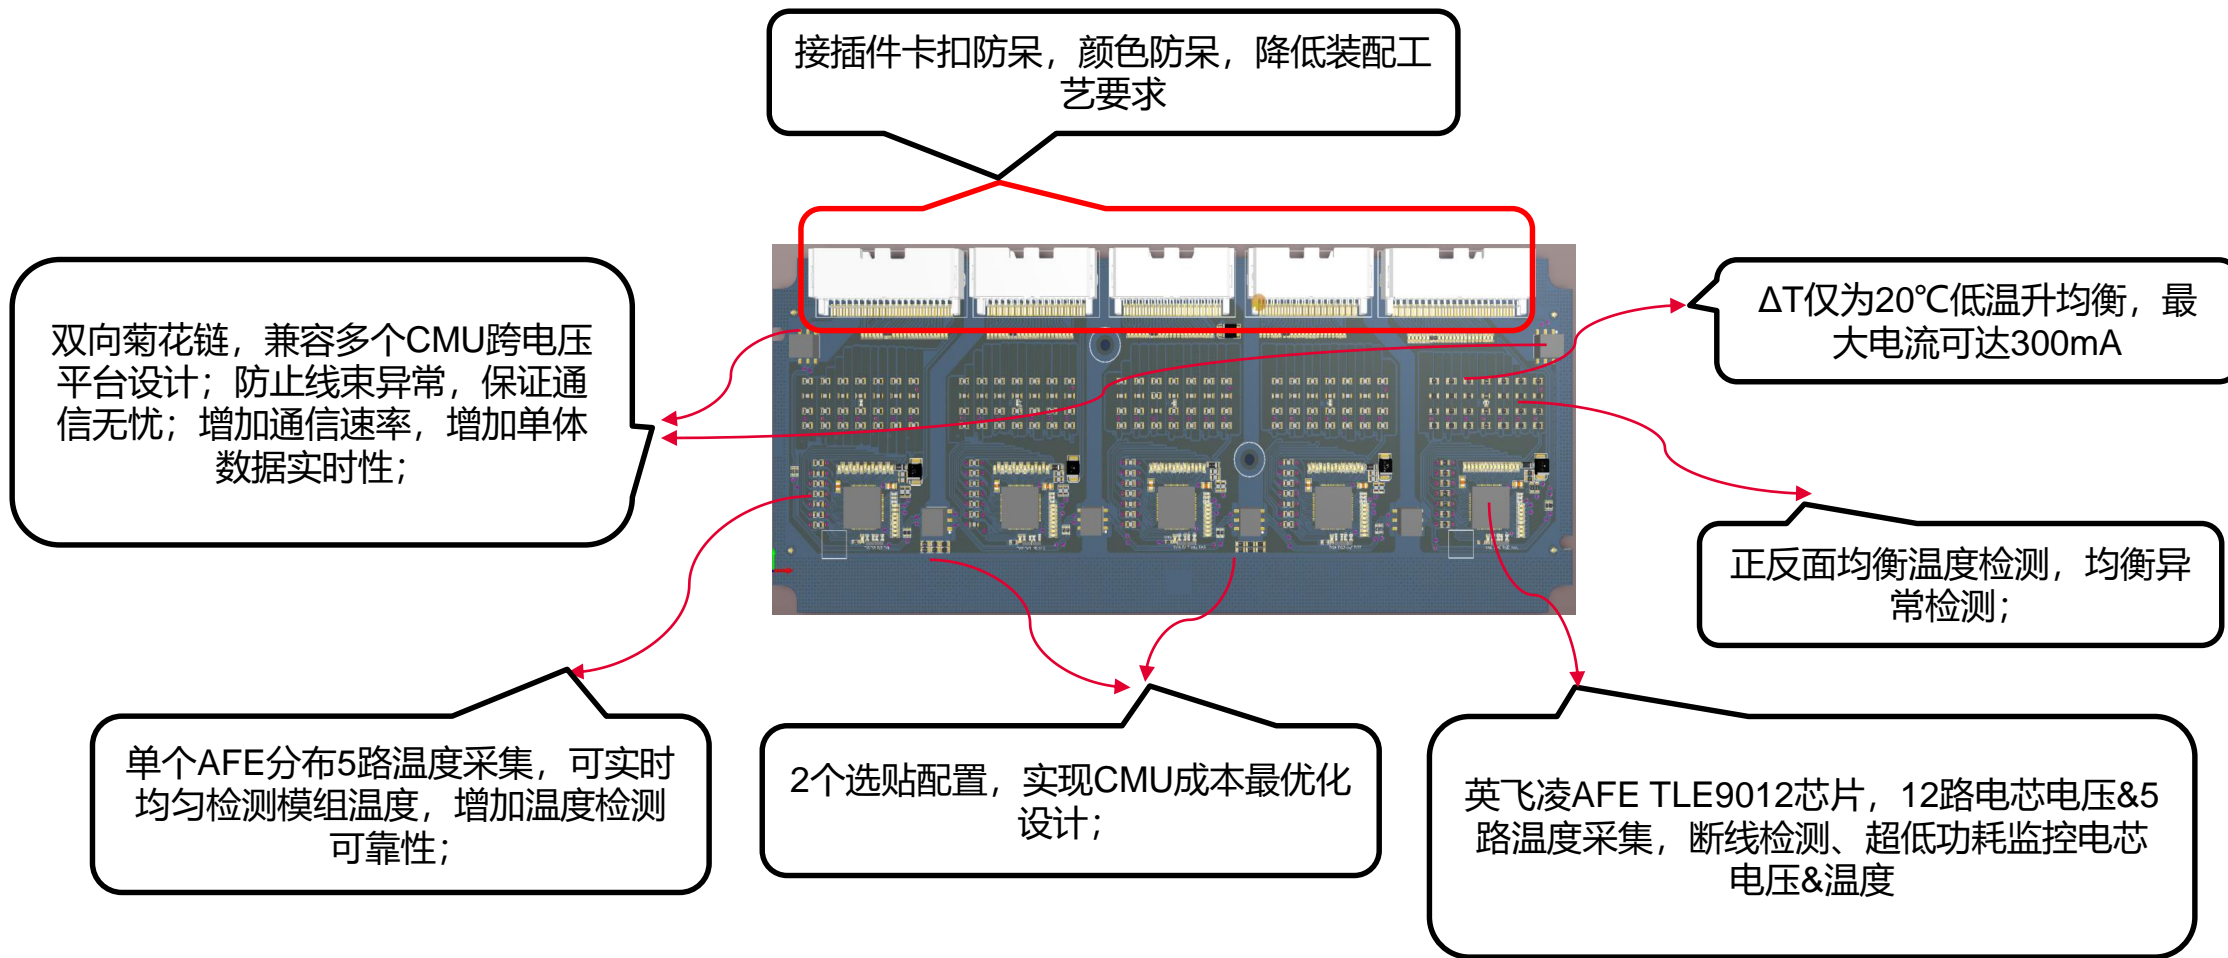 接插件卡扣防呆，颜色防呆，降低装配工
艺要求
双向菊花链，兼容多个CMU跨电压
平台设计；防止线束异常，保证通
信无忧；增加通信速率，增加单体
数据实时性；
ΔT仅为20℃低温升均衡，最
大电流可达300mA
正反面均衡温度检测，均衡异
常检测；
单个AFE分布5路温度采集，可实时
均匀检测模组温度，增加温度检测
可靠性；
2个选贴配置，实现CMU成本最优化
设计；
英飞凌AFE TLE9012芯片，12路电芯电压&5
路温度采集，断线检测、超低功耗监控电芯
电压&温度